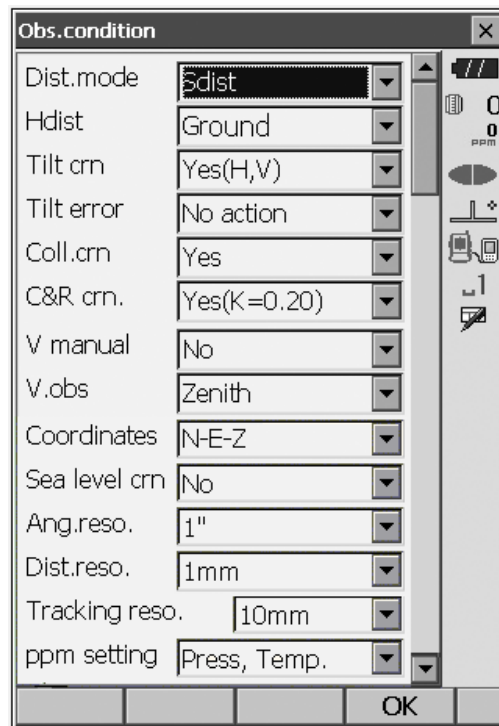 Obs.condition
Dist.mode Sdist
Hdist Ground
Tilt crn Yes(H,V)
Tilt error No action
Coll.crn Yes
C&R crn. Yes(K=0.20)
V manual No
V.obs Zenith
Coordinates N-E-Z
Sea level crn No
Ang.reso. 1"
Dist.reso. 1mm
Tracking reso. 10mm
ppm setting Press, Temp.
OK
0
0
PPM
1